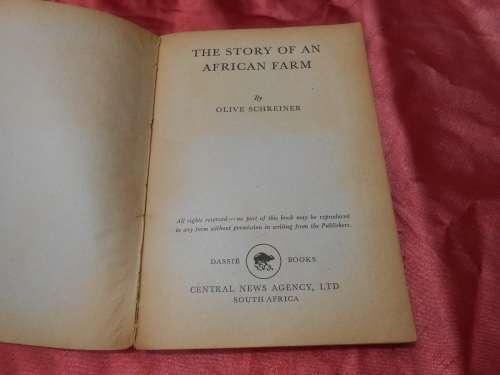 THE STORY OF AN
AFRICAN FARM
By
OLIVE SCHREINER
All rights reserved—no part of this book may be reproduced
in any form without permission in writing from the Publishers.
DASSIE BOOKS
CENTRAL NEWS AGENCY, LTD
SOUTH AFRICA